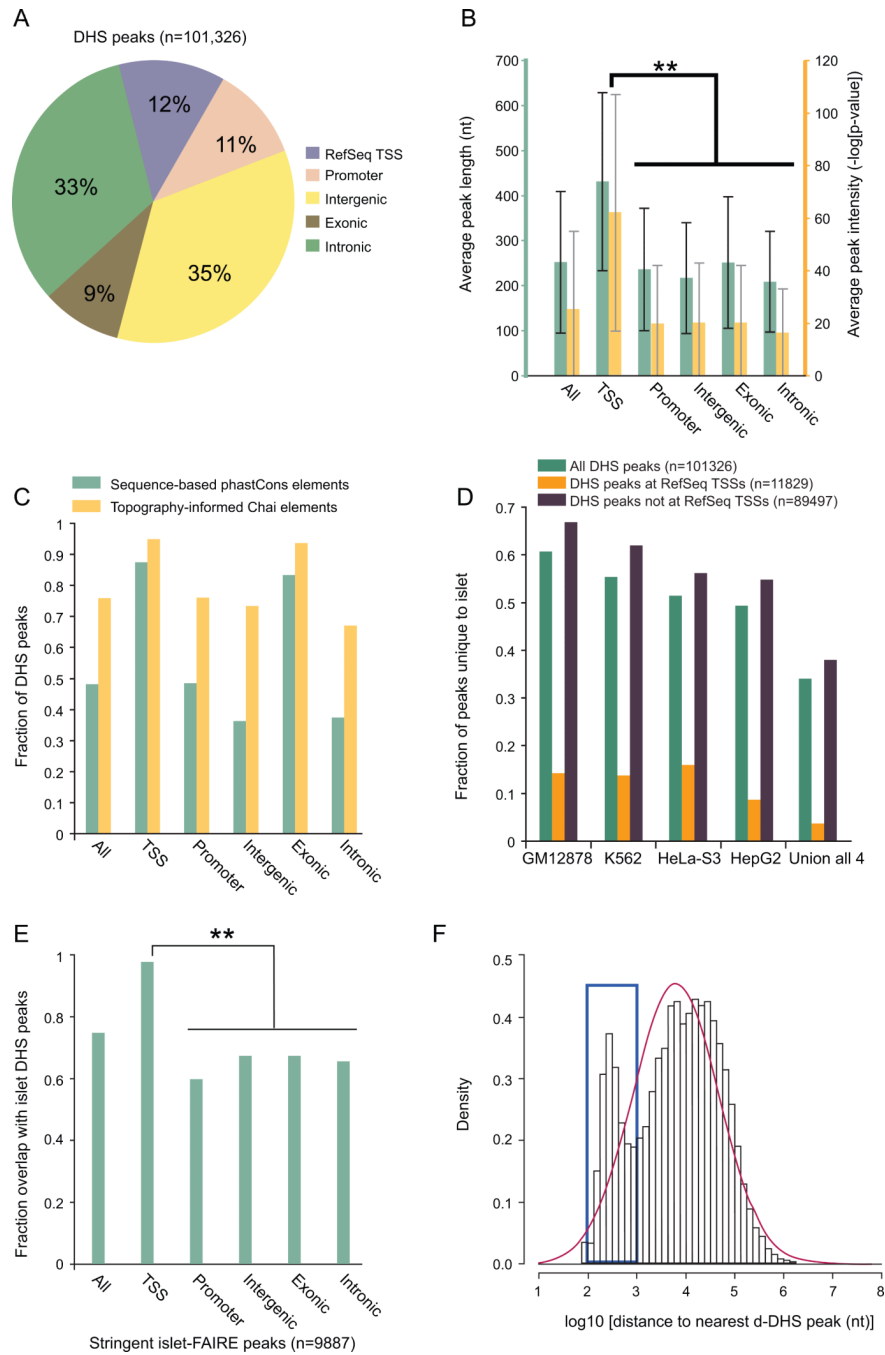 A
DHS peaks (n=101,326)
12%
11%
33%
35%
9%
RefSeq TSS
Promoter
Intergenic
Exonic
Intronic
B
**
700
600
500
400
300
200
100
0
Average peak length (nt)
120
100
80
60
40
20
0
Average peak intensity (-log[p-value])
All
TSS
Promoter
Intergenic
Exonic
Intronic
C
Sequence-based phastCons elements
Topography-informed Chai elements
1
0.9
0.8
0.7
0.6
0.5
0.4
0.3
0.2
0.1
0
Fraction of DHS peaks
All
TSS
Promoter
Intergenic
Exonic
Intronic
D
All DHS peaks (n=101326)
DHS peaks at RefSeq TSSs (n=11829)
DHS peaks not at RefSeq TSSs (n=89497)
0.7
0.6
0.5
0.4
0.3
0.2
0.1
0
Fraction of peaks unique to islet
GM12878
K562
HeLa-S3
HepG2
Union all 4
E
**
1
0.8
0.6
0.4
0.2
0
Fraction overlap with islet DHS peaks
All
TSS
Promoter
Intergenic
Exonic
Intronic
Stringent islet-FAIRE peaks (n=9887)
F
0.5
0.4
0.3
0.2
0.1
0.0
Density
1 2 3 4 5 6 7 8
log10 [distance to nearest d-DHS peak (nt)]